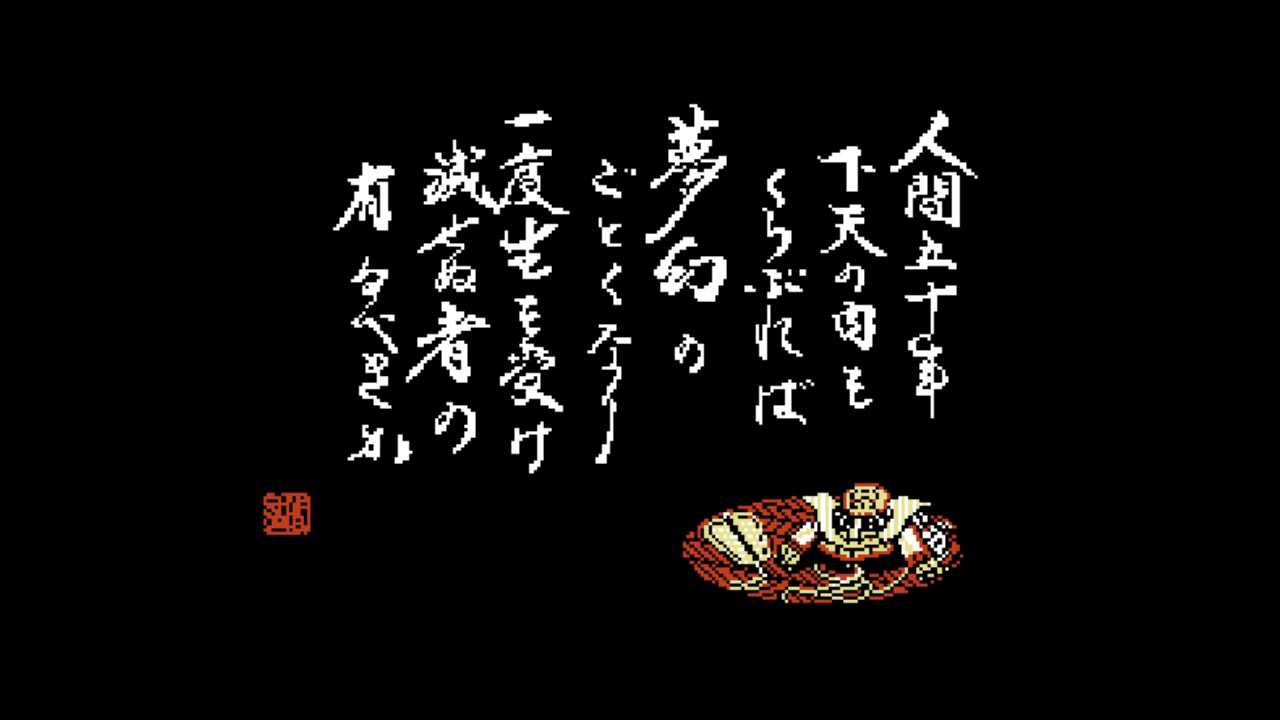 人間五十年
下天の内を
くらぶれば
夢幻の
ごとくなり
一度生を受け
滅せぬ者の
有るべきか